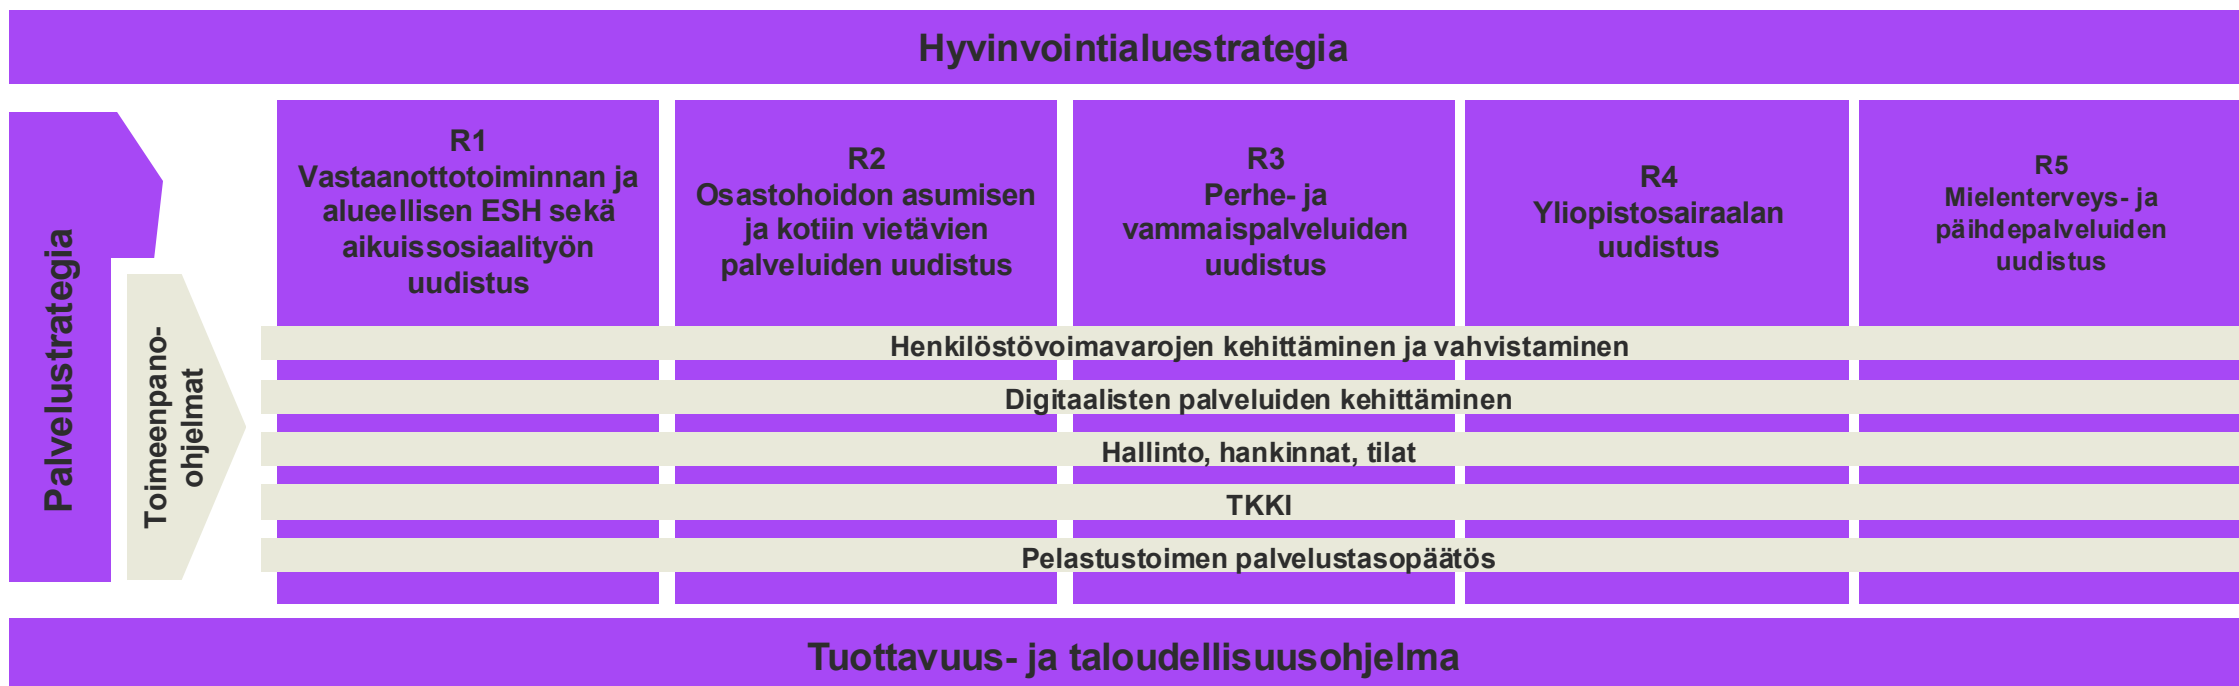 Hyvinvointialuestrategia
Palvelustrategia
Toimeenpano-
ohjelmat
R1
Vastaanottotoiminnan ja
alueellisen ESH sekä
aikuissosiaalityön
uudistus
R2
Osastohoidon asumisen
ja kotiin vietävien
palveluiden uudistus
R3
Perhe- ja
vammaispalveluiden
uudistus
R4
Yliopistosairaalan
uudistus
R5
Mielenterveys- ja
päihdepalveluiden
uudistus
Henkilöstövoimavarojen kehittäminen ja vahvistaminen
Digitaalisten palveluiden kehittäminen
Hallinto, hankinnat, tilat
TKKI
Pelastustoimen palvelustasopäätös
Tuottavuus- ja taloudellisuusohjelma